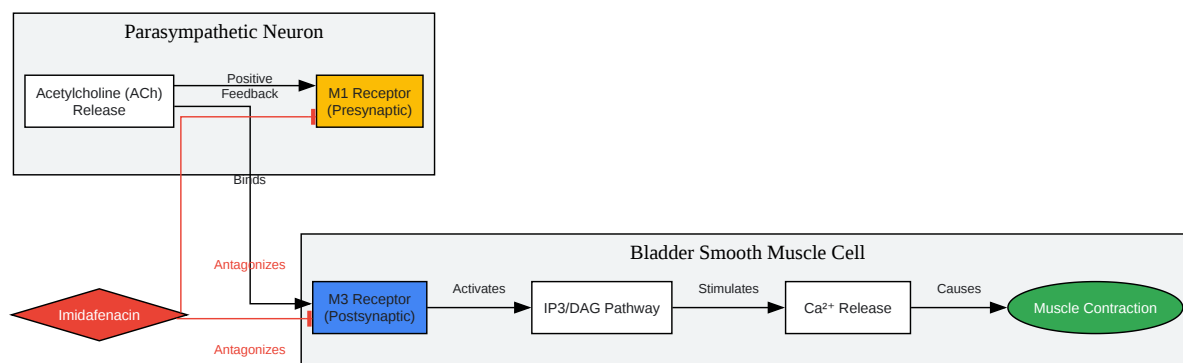 Parasympathetic Neuron
Acetylcholine (ACh)
Release
Positive
Feedback
M1 Receptor
(Presynaptic)
Binds
Bladder Smooth Muscle Cell
Antagonizes
Imidafenacin
M3 Receptor
(Postsynaptic)
Activates
IP3/DAG Pathway
Stimulates
Ca²⁺ Release
Causes
Muscle Contraction
Antagonizes